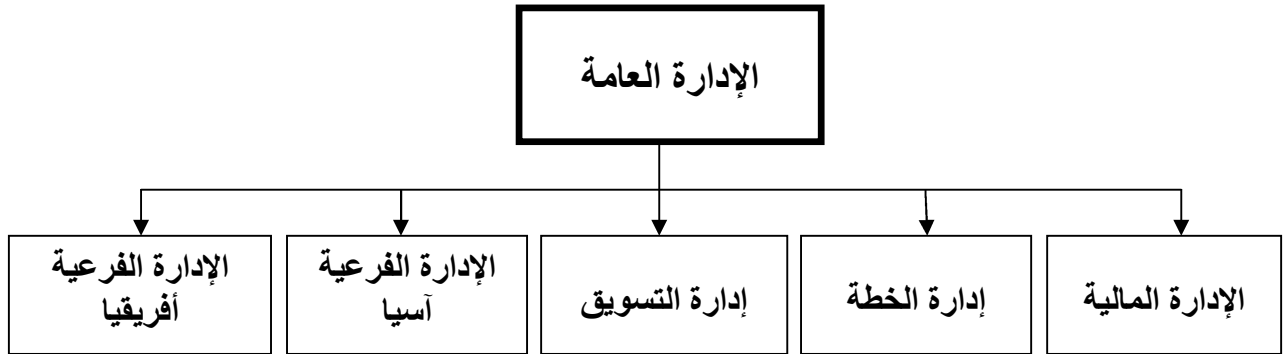 الإدارة العامة
الإدارة المالية
إدارة الخطة
إدارة التسويق
الإدارة الفرعية
آسيا
الإدارة الفرعية
أفريقيا